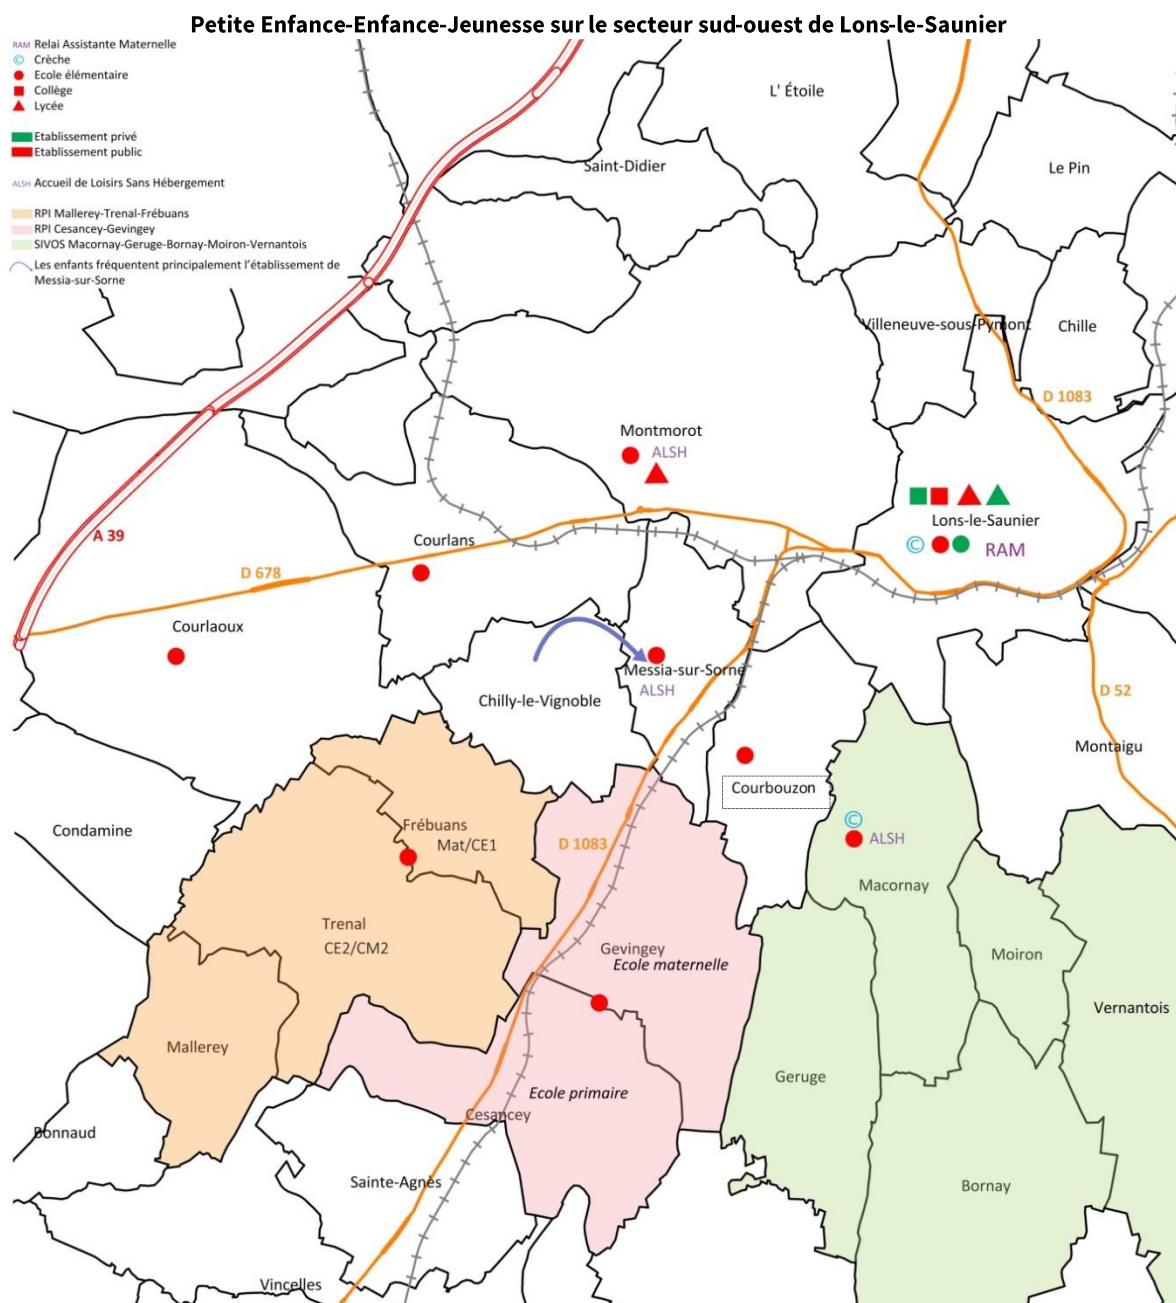 Petite Enfance-Enfance-Jeunesse sur le secteur sud-ouest de Lons-le-Saunier
RAM Relai Assistante Maternelle
© Crèche
Ecole élémentaire
Collège
Lycée
Etablissement privé
Etablissement public
ALSH Accueil de Loisirs Sans Hébergement
RPI Mallerey-Trenal-Frébuans
RPI Cesancey-Gevingey
SIVOS Macornay-Geruge-Bornay-Moiron-Vernantois
Les enfants fréquentent principalement l'établissement de
Messia-sur-Sorne
L' Étoile
Saint-Didier
Le Pin
Villeneuve-sous-Pymont
Chille
D 1083
Montmorot
ALSH
Lons-le-Saunier
© RAM
A 39
Courlans
D 678
Courlaoux
Messia-sur-Sorne
ALSH
Chilly-le-Vignoble
D 52
Montaigu
Courbouzon
Condamine
Frébuans
Mat/CE1
D 1083
©
ALSH
Macornay
Trenal
CE2/CM2
Gevingey
Ecole maternelle
Moiron
Vernantois
Mallerey
Geruge
Ecole primaire
Cesancey
Bonnaud
Sainte-Agnès
Bornay
Vincelles